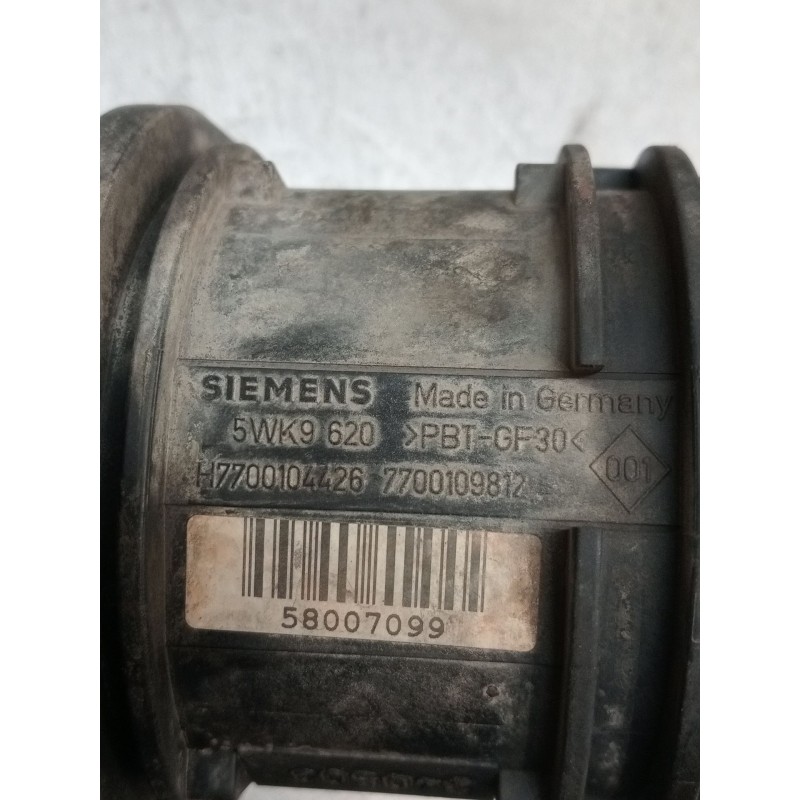 SIEMENS Made in Germany
5WK9 620 >PBT-GF30<
001
H7700104426 7700109812
58007099